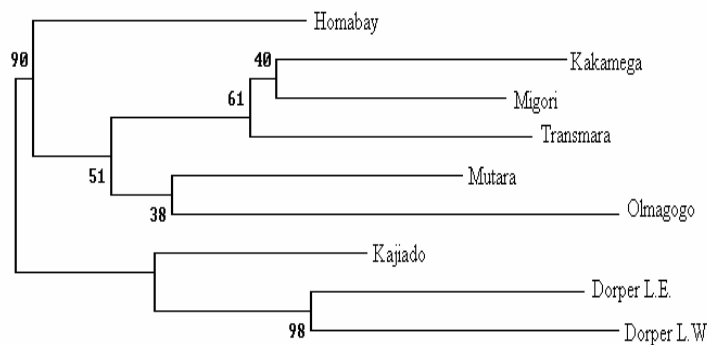 Homabay
90
40
Kakamega
Migori
61
Transmara
51
Mutara
38
Olmagogo
Kajiado
Dorper L.E.
98
Dorper L.W